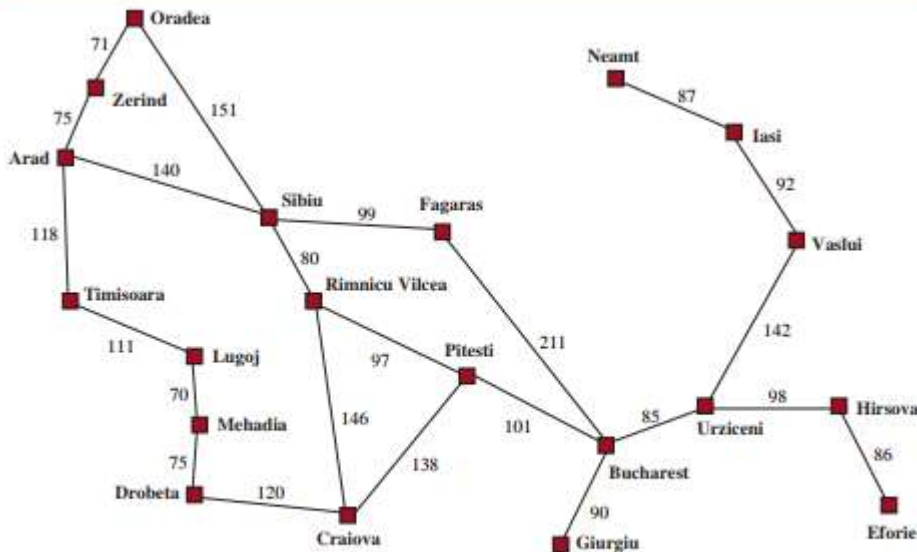 Oradea
71
Neamt
Zerind
87
75
151
Iasi
Arad
140
92
Sibiu
Fagaras
99
118
Vaslui
80
Timisoara
Rimnicu Vilcea
142
111
211
Lugoj
97
Pitesti
70
98
Hirsova
146
85
Mehadia
101
Urziceni
138
86
75
Bucharest
Drobeta
120
90
Eforie
Craiova
Giurgiu